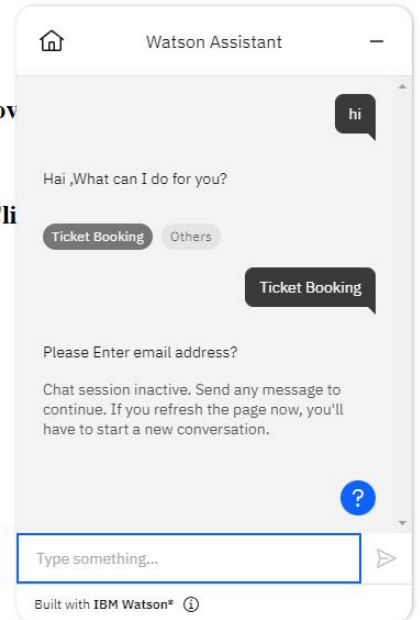 Watson Assistant
hi
Hai ,What can I do for you?
Ticket Booking Others
Ticket Booking
Please Enter email address?
Chat session inactive. Send any message to
continue. If you refresh the page now, you'll
have to start a new conversation.
?
Type something...
Built with IBM Watson®